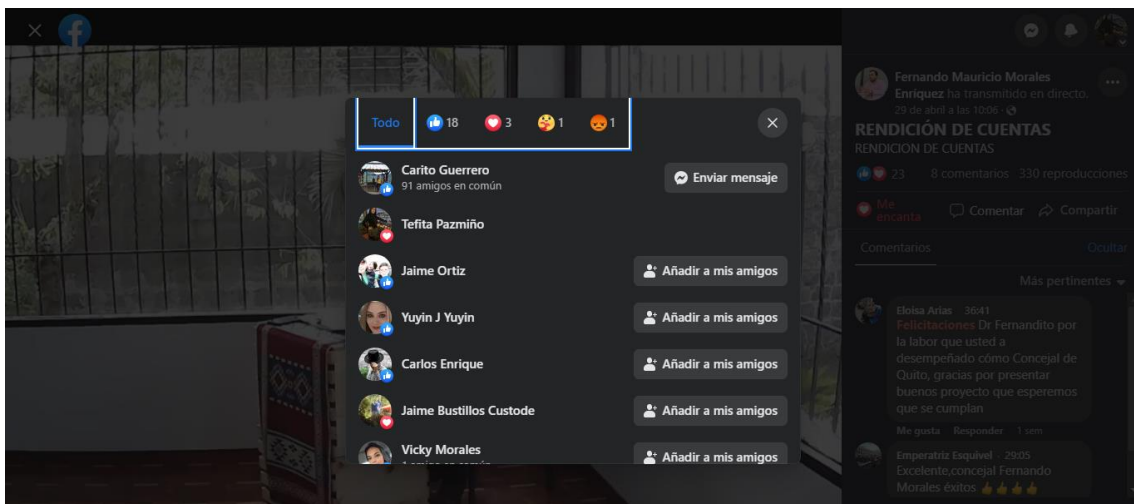 Todo 18 3 1 1
Carito Guerrero
91 amigos en común
Enviar mensaje
Tefita Pazmiño
Jaime Ortiz
Añadir a mis amigos
Yuyin J Yuyin
Añadir a mis amigos
Carlos Enrique
Añadir a mis amigos
Jaime Bustillos Custode
Añadir a mis amigos
Vicky Morales
1 amigo en común
Añadir a mis amigos
Fernando Mauricio Morales
Enríquez ha transmitido en directo.
29 de abril a las 10:06
RENDICIÓN DE CUENTAS
RENDICION DE CUENTAS
23 8 comentarios 330 reproducciones
Me
encanta
Comentar Compartir
Comentarios Ocultar
Más pertinentes
Eloisa Arias 36:41
Felicitaciones Dr Fernandito por
la labor que usted a
desempeñado cómo Concejal de
Quito, gracias por presentar
buenos proyecto que esperemos
que se cumplan
Me gusta Responder 1 sem
Emperatriz Esquivel · 29:05
Excelente,concejal Fernando
Morales éxitos 👍👍👍👍